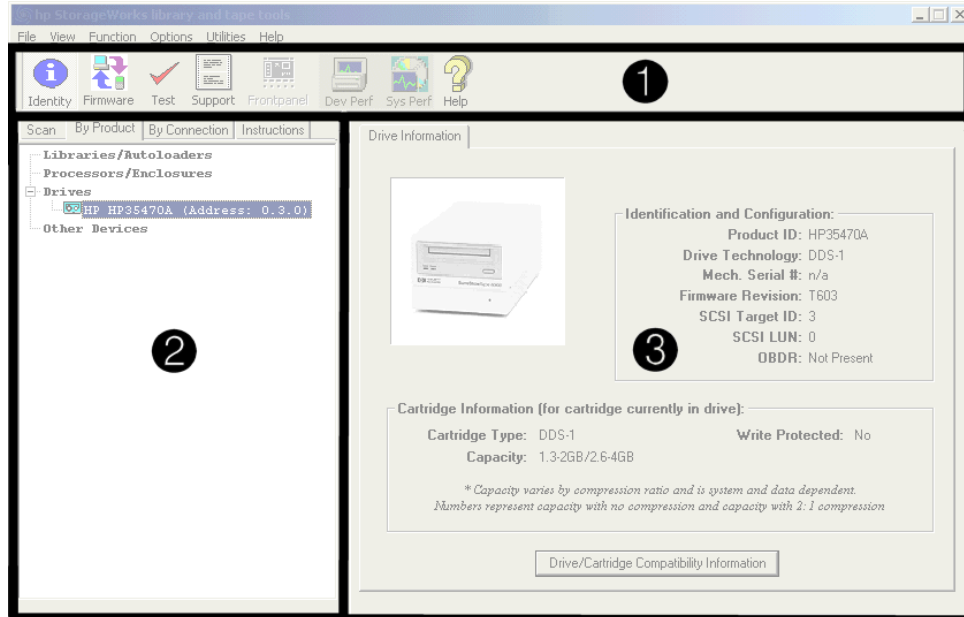 hp StorageWorks library and tape tools
File View Function Options Utilities Help
Identity Firmware Test Support Frontpanel Dev Perf Sys Perf Help
1
Scan By Product By Connection Instructions
Libraries/Autoloaders
Processors/Enclosures
Drives
HP HP35470A (Address: 0.3.0)
Other Devices
2
Drive Information
Identification and Configuration:
Product ID: HP35470A
Drive Technology: DDS-1
Mech. Serial #: n/a
Firmware Revision: T603
SCSI Target ID: 3
SCSI LUN: 0
OBDR: Not Present
3
Cartridge Information (for cartridge currently in drive):
Cartridge Type: DDS-1 Write Protected: No
Capacity: 1.3-2GB/2.6-4GB
* Capacity varies by compression ratio and is system and data dependent.
Numbers represent capacity with no compression and capacity with 2:1 compression
Drive/Cartridge Compatibility Information